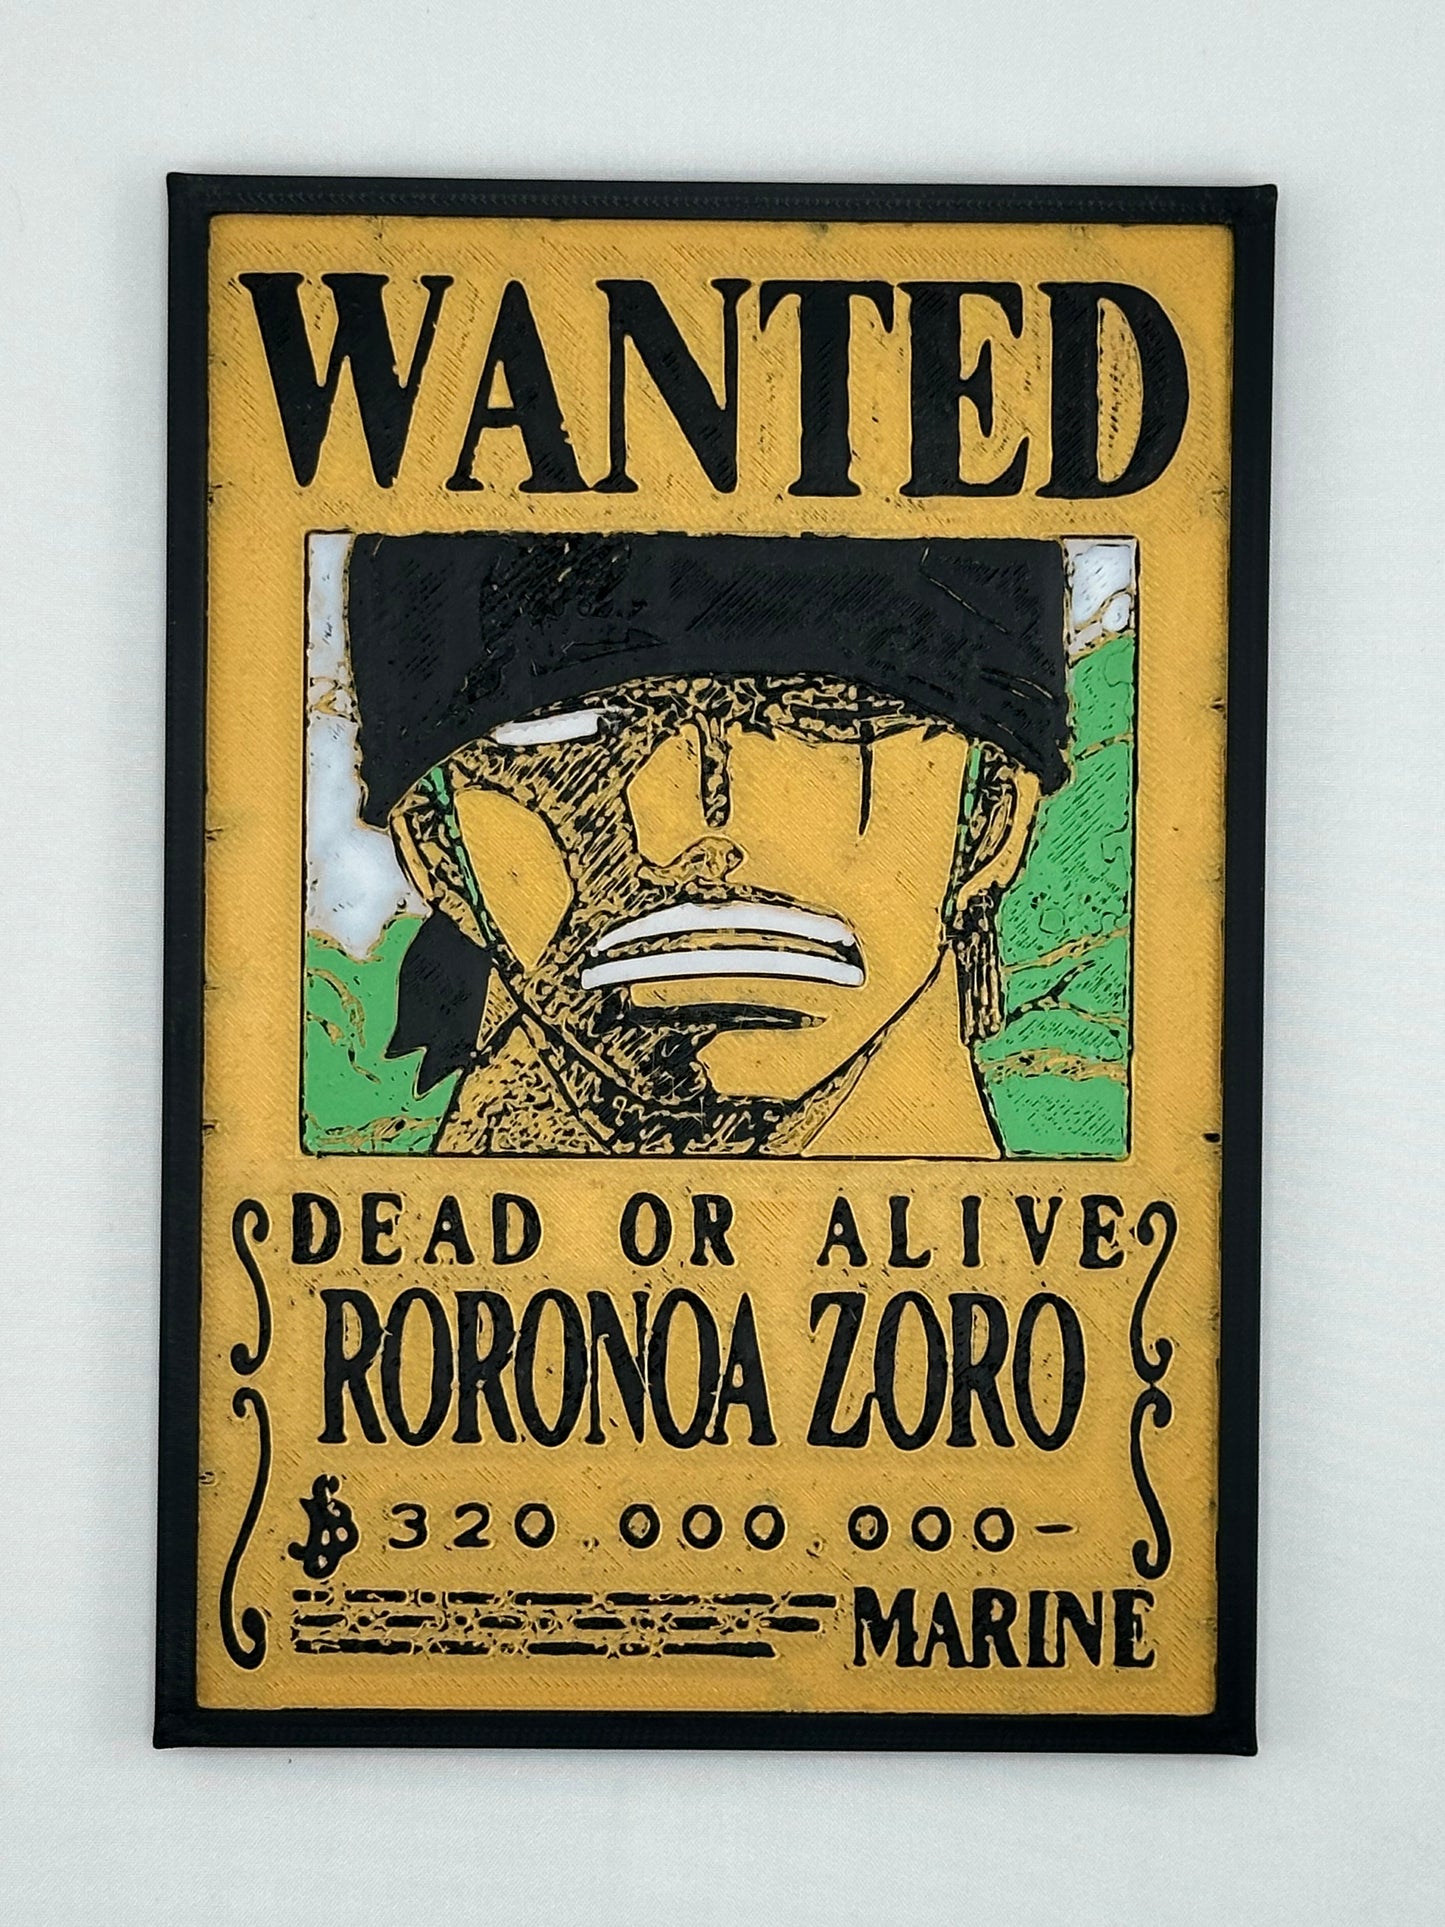 WANTED
DEAD OR ALIVE
RORONOA ZORO
฿ 320.000.000-
MARINE